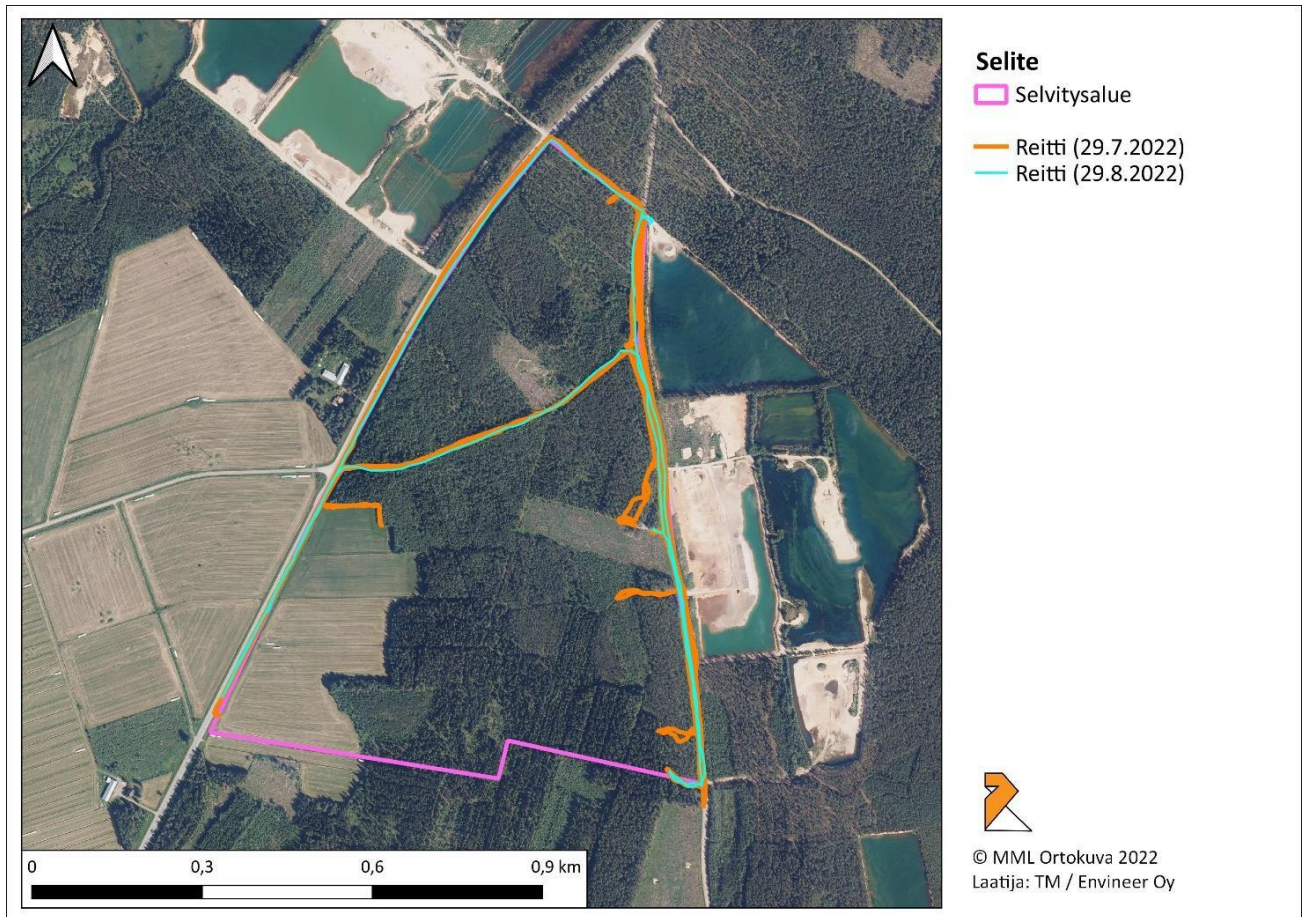 Selite
Selvitysalue
Reitti (29.7.2022)
Reitti (29.8.2022)
0 0,3 0,6 0,9 km
© MML Ortokuva 2022
Laatija: TM / Envineer Oy